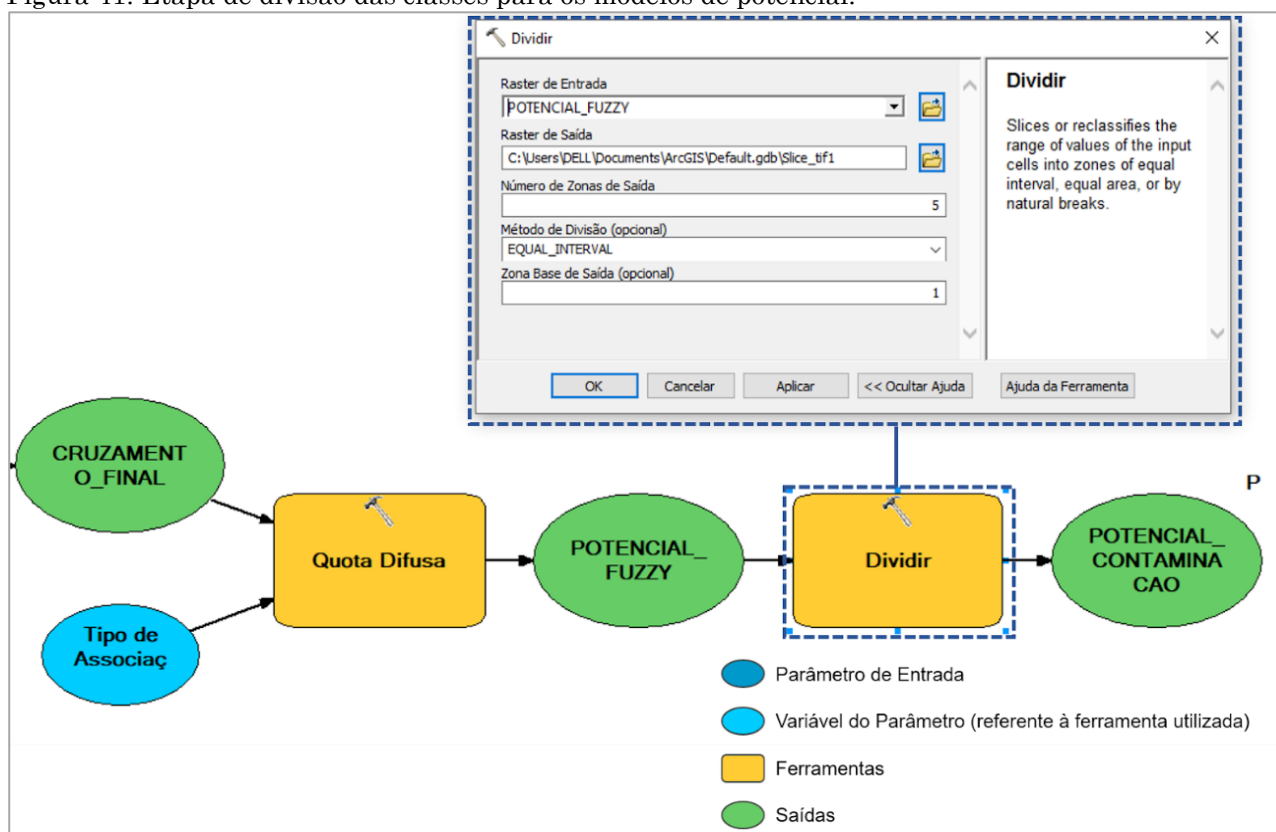 Figura 41: Etapa de divisão das classes para os modelos de potencial.
Dividir
Raster de Entrada
POTENCIAL_FUZZY
Raster de Saída
C:\Users\DELL\Documents\ArcGIS\Default.gdb\Slice_tif1
Número de Zonas de Saída
5
Método de Divisão (opcional)
EQUAL_INTERVAL
Zona Base de Saída (opcional)
1
Dividir
Slices or reclassifies the
range of values of the input
cells into zones of equal
interval, equal area, or by
natural breaks.
OK
Cancelar
Aplicar
<< Ocultar Ajuda
Ajuda da Ferramenta
CRUZAMENT
O_FINAL
Tipo de
Associaç
Quota Difusa
POTENCIAL_
FUZZY
Dividir
P
POTENCIAL_
CONTAMINA
CAO
Parâmetro de Entrada
Variável do Parâmetro (referente à ferramenta utilizada)
Ferramentas
Saídas